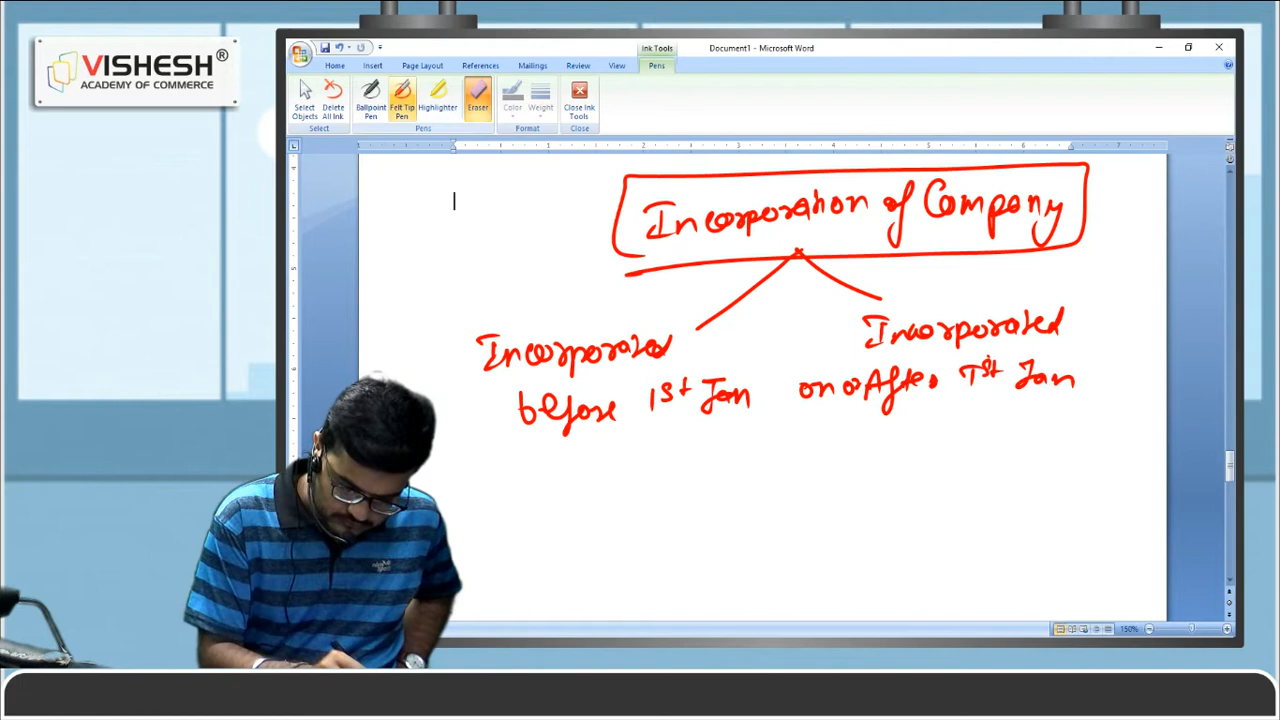 VISHESH®
ACADEMY OF COMMERCE
Ink Tools
Document1 - Microsoft Word
Home Insert Page Layout References Mailings Review View Pens
Select Objects
Delete All Ink
Ballpoint Pen
Felt Tip Pen
Highlighter
Eraser
Color
Weight
Close Ink Tools
Select Pens Format Close
Incorporation of Company
Incorporated
before 1st Jan
Incorporated
on or After 1st Jan
150%